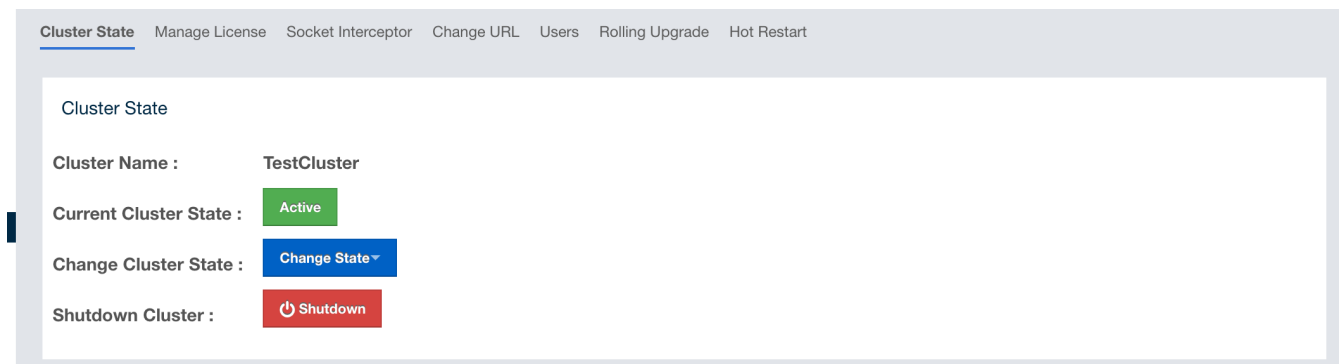 Cluster State Manage License Socket Interceptor Change URL Users Rolling Upgrade Hot Restart
Cluster State
Cluster Name : TestCluster
Current Cluster State : Active
Change Cluster State : Change State
Shutdown Cluster : Shutdown